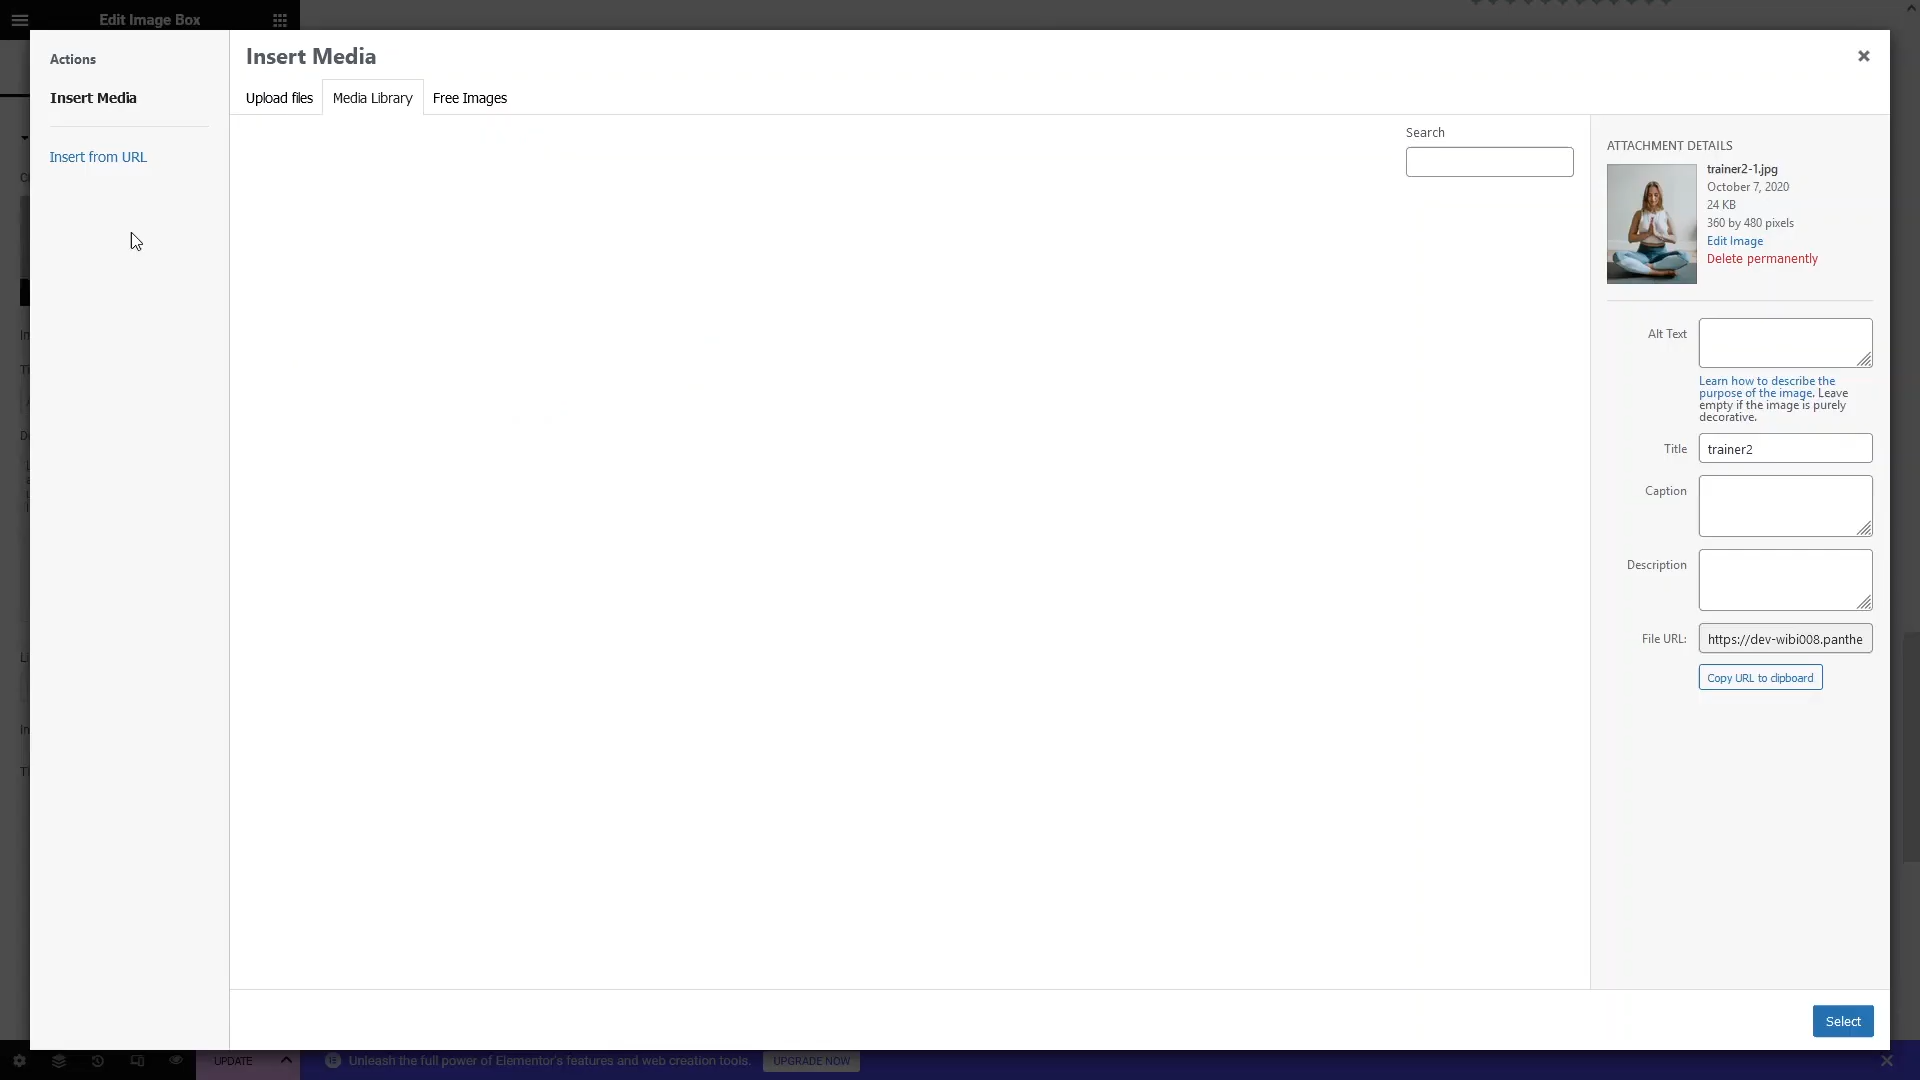 Edit Image Box
Actions
Insert Media
Insert from URL
Insert Media
Upload files
Media Library
Free Images
Search
ATTACHMENT DETAILS
trainer2-1.jpg
October 7, 2020
24 KB
360 by 480 pixels
Edit Image
Delete permanently
Alt Text
Learn how to describe the
purpose of the image. Leave
empty if the image is purely
decorative.
Title
trainer2
Caption
Description
File URL:
https://dev-wibi008.panthe
Copy URL to clipboard
Select
UPDATE
Unleash the full power of Elementor's features and web creation tools.
UPGRADE NOW